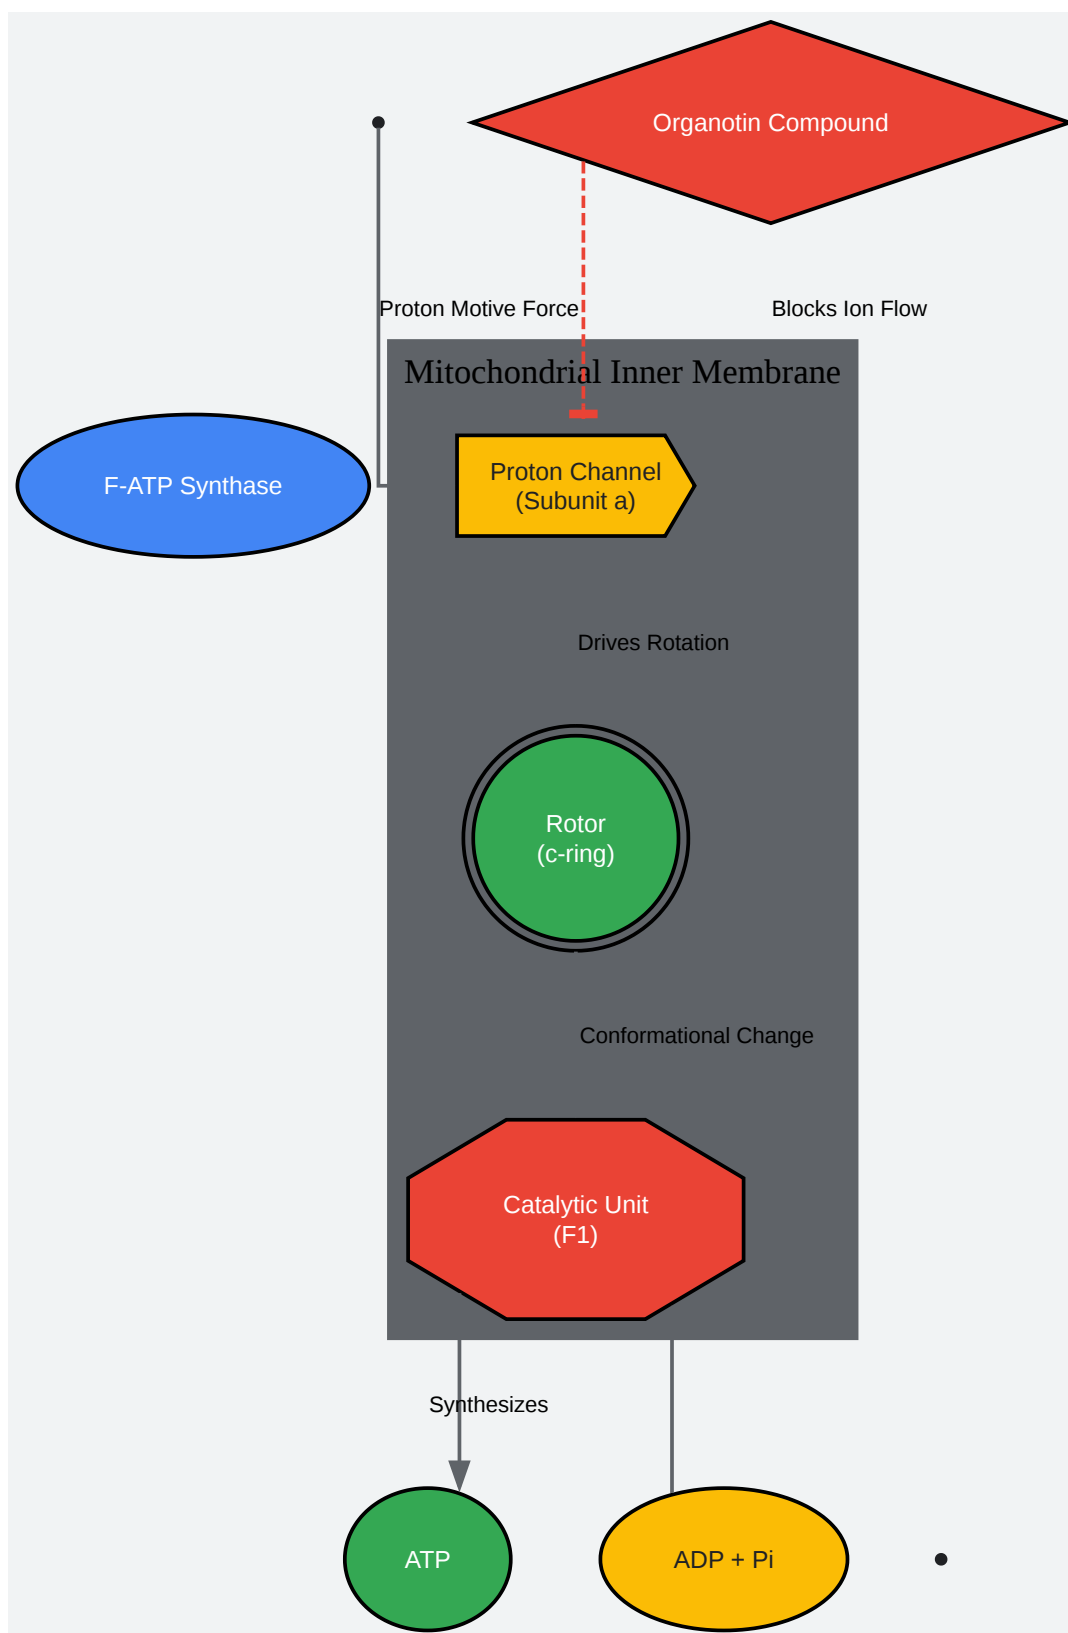 Organotin Compound
Proton Motive Force
Blocks Ion Flow
Mitochondrial Inner Membrane
F-ATP Synthase
Proton Channel
(Subunit a)
Drives Rotation
Rotor
(c-ring)
Conformational Change
Catalytic Unit
(F1)
Synthesizes
ATP
ADP + Pi